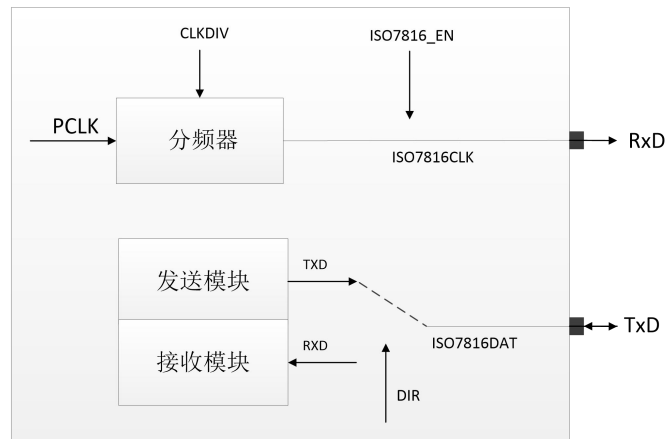 CLKDIV
ISO7816_EN
PCLK
分频器
RxD
ISO7816CLK
发送模块
TXD
TxD
ISO7816DAT
接收模块
RXD
DIR